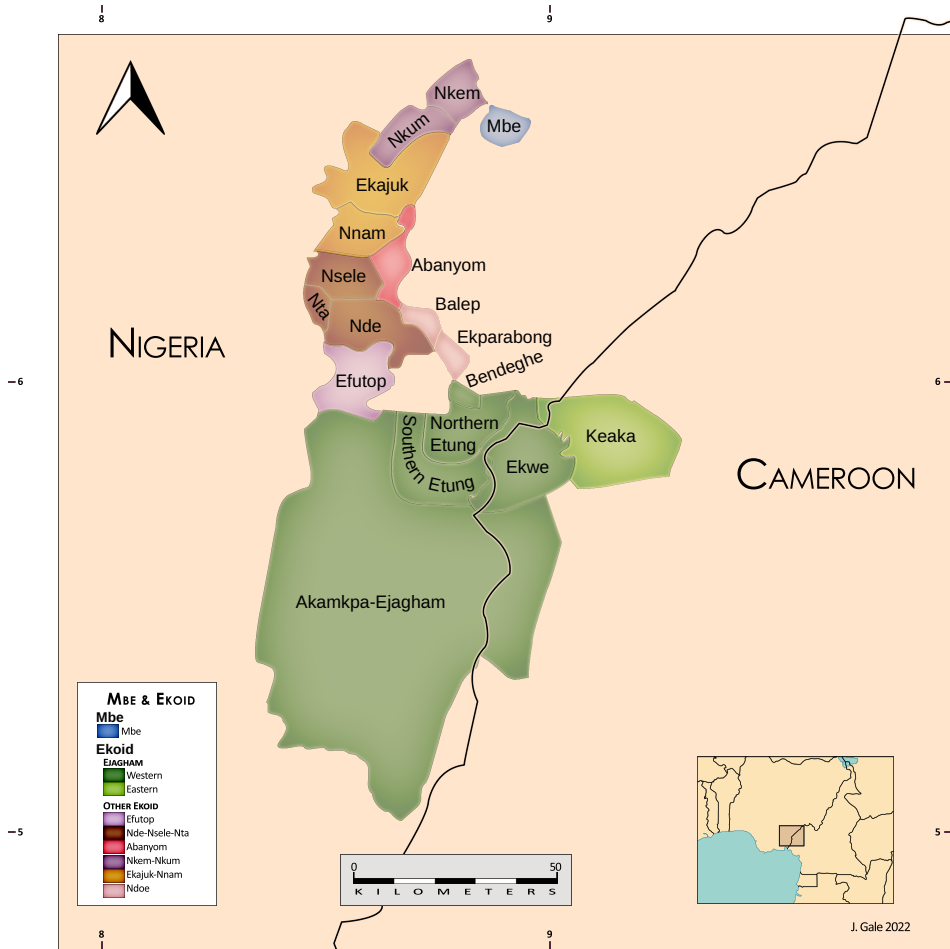 8
9
Nkem
Mbe
Nkum
Ekajuk
Nnam
Abanyom
Nsele
Nta
Balep
Nde
Ekparabong
NIGERIA
Bendeghe
6
Efutop
6
Northern
Etung
Southern Etung
Keaka
Ekwe
CAMEROON
Akamkpa-Ejagham
MBE & EKOID
Mbe
Mbe
Ekoid
EJAGHAM
Western
Eastern
OTHER EKOID
Efutop
Nde-Nsele-Nta
Abanyom
Nkem-Nkum
Ekajuk-Nnam
Ndoe
5
5
0 50
KILOMETERS
J. Gale 2022
8
9